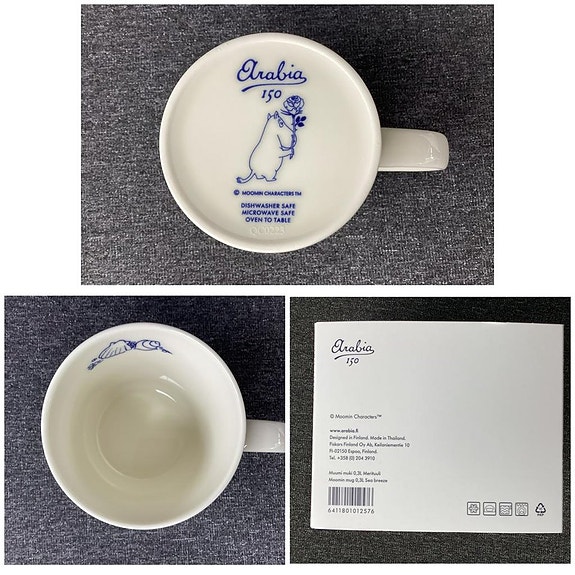 Arabia
150
© MOOMIN CHARACTERS™
DISHWASHER SAFE
MICROWAVE SAFE
OVEN TO TABLE
Arabia
150
© Moomin Characters™
www.arabia.fi
Designed in Finland. Made in Thailand.
Fiskars Finland Oy Ab, Keilaniementie 10
FI-02150 Espoo, Finland.
Tel. +358 (0) 204 3910
Muumi muki 0,3L Merituuli
Moomin mug 0,3L Sea breeze
6411801012576